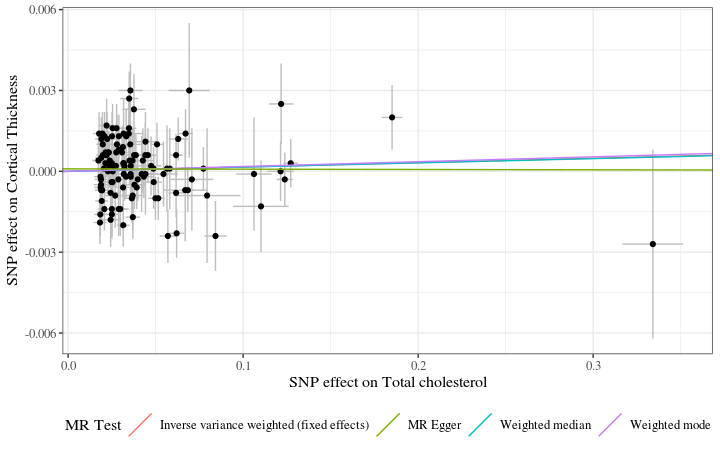 0.006
0.003
0.000
-0.003
-0.006
SNP effect on Cortical Thickness
0.0 0.1 0.2 0.3
SNP effect on Total cholesterol
MR Test Inverse variance weighted (fixed effects) MR Egger Weighted median Weighted mode